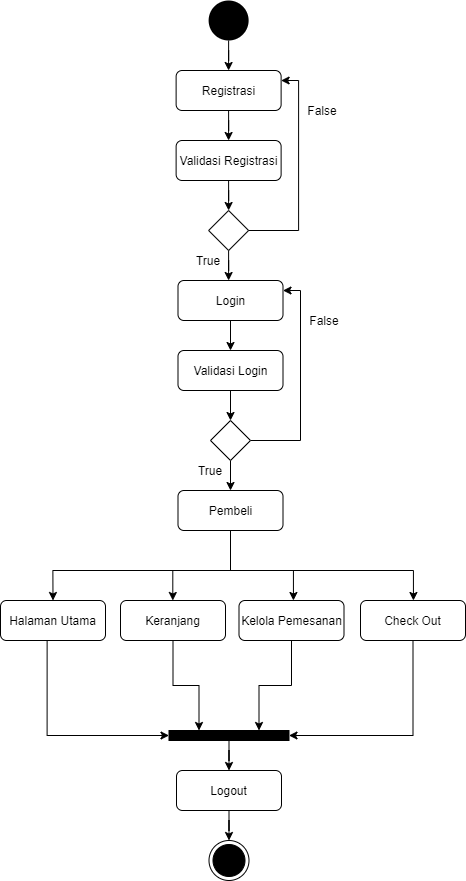 Registrasi
False
Validasi Registrasi
True
Login
False
Validasi Login
True
Pembeli
Halaman Utama
Keranjang
Kelola Pemesanan
Check Out
Logout